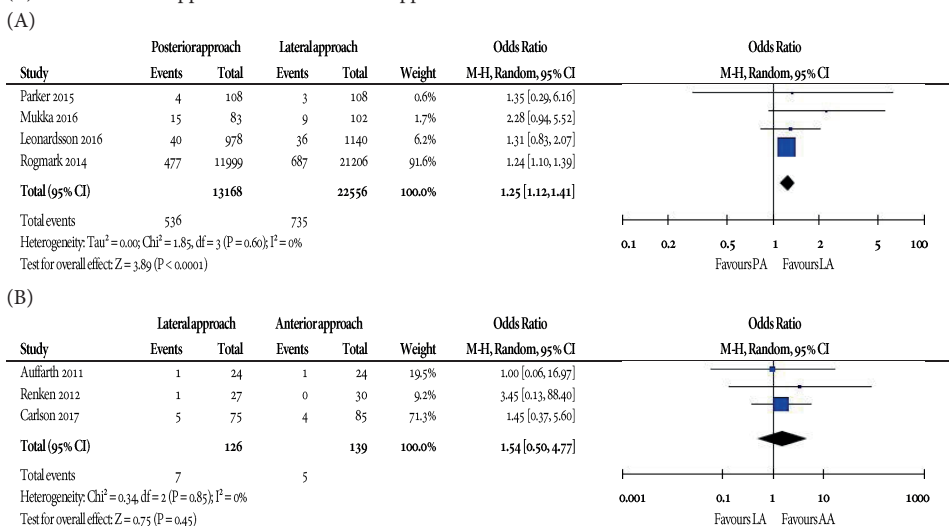 (A)
Posterior approach Lateral approach Odds Ratio Odds Ratio
Study Events Total Events Total Weight M-H, Random, 95% CI M-H, Random, 95% CI
Parker 2015 4 108 3 108 0.6% 1.35 [0.29, 6.16]
Mukka 2016 15 83 9 102 1.7% 2.28 [0.94, 5.52]
Leonardsson 2016 40 978 36 1140 6.2% 1.31 [0.83, 2.07]
Rogmark 2014 477 11999 687 21206 91.6% 1.24 [1.10, 1.39]
Total (95% CI) 13168 22556 100.0% 1.25 [1.12, 1.41]
Total events 536 735
Heterogeneity: Tau² = 0.00; Chi² = 1.85, df = 3 (P = 0.60); I² = 0%
Test for overall effect: Z = 3.89 (P < 0.0001)
0.1 0.2 0.5 1 2 5 100
Favours PA Favours LA
(B)
Lateral approach Anterior approach Odds Ratio Odds Ratio
Study Events Total Events Total Weight M-H, Random, 95% CI M-H, Random, 95% CI
Auffarth 2011 1 24 1 24 19.5% 1.00 [0.06, 16.97]
Renken 2012 1 27 0 30 9.2% 3.45 [0.13, 88.40]
Carlson 2017 5 75 4 85 71.3% 1.45 [0.37, 5.60]
Total (95% CI) 126 139 100.0% 1.54 [0.50, 4.77]
Total events 7 5
Heterogeneity: Chi² = 0.34, df = 2 (P = 0.85); I² = 0%
Test for overall effect: Z = 0.75 (P = 0.45)
0.001 0.1 1 10 1000
Favours LA Favours AA